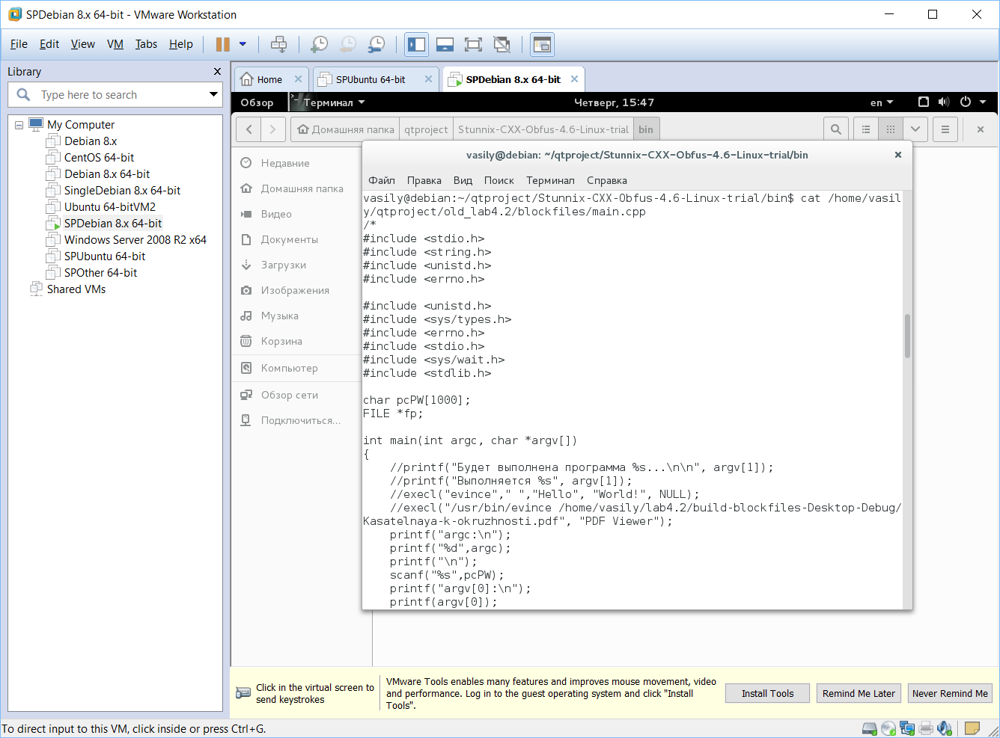 SPDebian 8.x 64-bit - VMware Workstation
File Edit View VM Tabs Help
Library
Type here to search
My Computer
Debian 8.x
CentOS 64-bit
Debian 8.x 64-bit
SingleDebian 8.x 64-bit
Ubuntu 64-bitVM2
SPDebian 8.x 64-bit
Windows Server 2008 R2 x64
SPUbuntu 64-bit
SPOther 64-bit
Shared VMs
Home SPUbuntu 64-bit SPDebian 8.x 64-bit
Обзор Терминал Четверг, 15:47 en
Домашняя папка qtproject Stunnix-CXX-Obfus-4.6-Linux-trial bin
Недавние
Домашняя папка
Видео
Документы
Загрузки
Изображения
Музыка
Корзина
Компьютер
Обзор сети
Подключиться...
vasily@debian: ~/qtproject/Stunnix-CXX-Obfus-4.6-Linux-trial/bin
Файл Правка Вид Поиск Терминал Справка
vasily@debian:~/qtproject/Stunnix-CXX-Obfus-4.6-Linux-trial/bin$ cat /home/vasil
y/qtproject/old_lab4.2/blockfiles/main.cpp
/*
#include <stdio.h>
#include <string.h>
#include <unistd.h>
#include <errno.h>
#include <unistd.h>
#include <sys/types.h>
#include <errno.h>
#include <stdio.h>
#include <sys/wait.h>
#include <stdlib.h>
char pcPW[1000];
FILE *fp;
int main(int argc, char *argv[])
{
//printf("Будет выполнена программа %s...\n\n", argv[1]);
//printf("Выполняется %s", argv[1]);
//execl("evince"," ","Hello", "World!", NULL);
//execl("/usr/bin/evince /home/vasily/lab4.2/build-blockfiles-Desktop-Debug/
Kasatelnaya-k-okruzhnosti.pdf", "PDF Viewer");
printf("argc:\n");
printf("%d",argc);
printf("\n");
scanf("%s",pcPW);
printf("argv[0]:\n");
printf(argv[0]);
Click in the virtual screen to
send keystrokes
VMware Tools enables many features and improves mouse movement, video
and performance. Log in to the guest operating system and click "Install
Tools".
Install Tools Remind Me Later Never Remind Me
To direct input to this VM, click inside or press Ctrl+G.